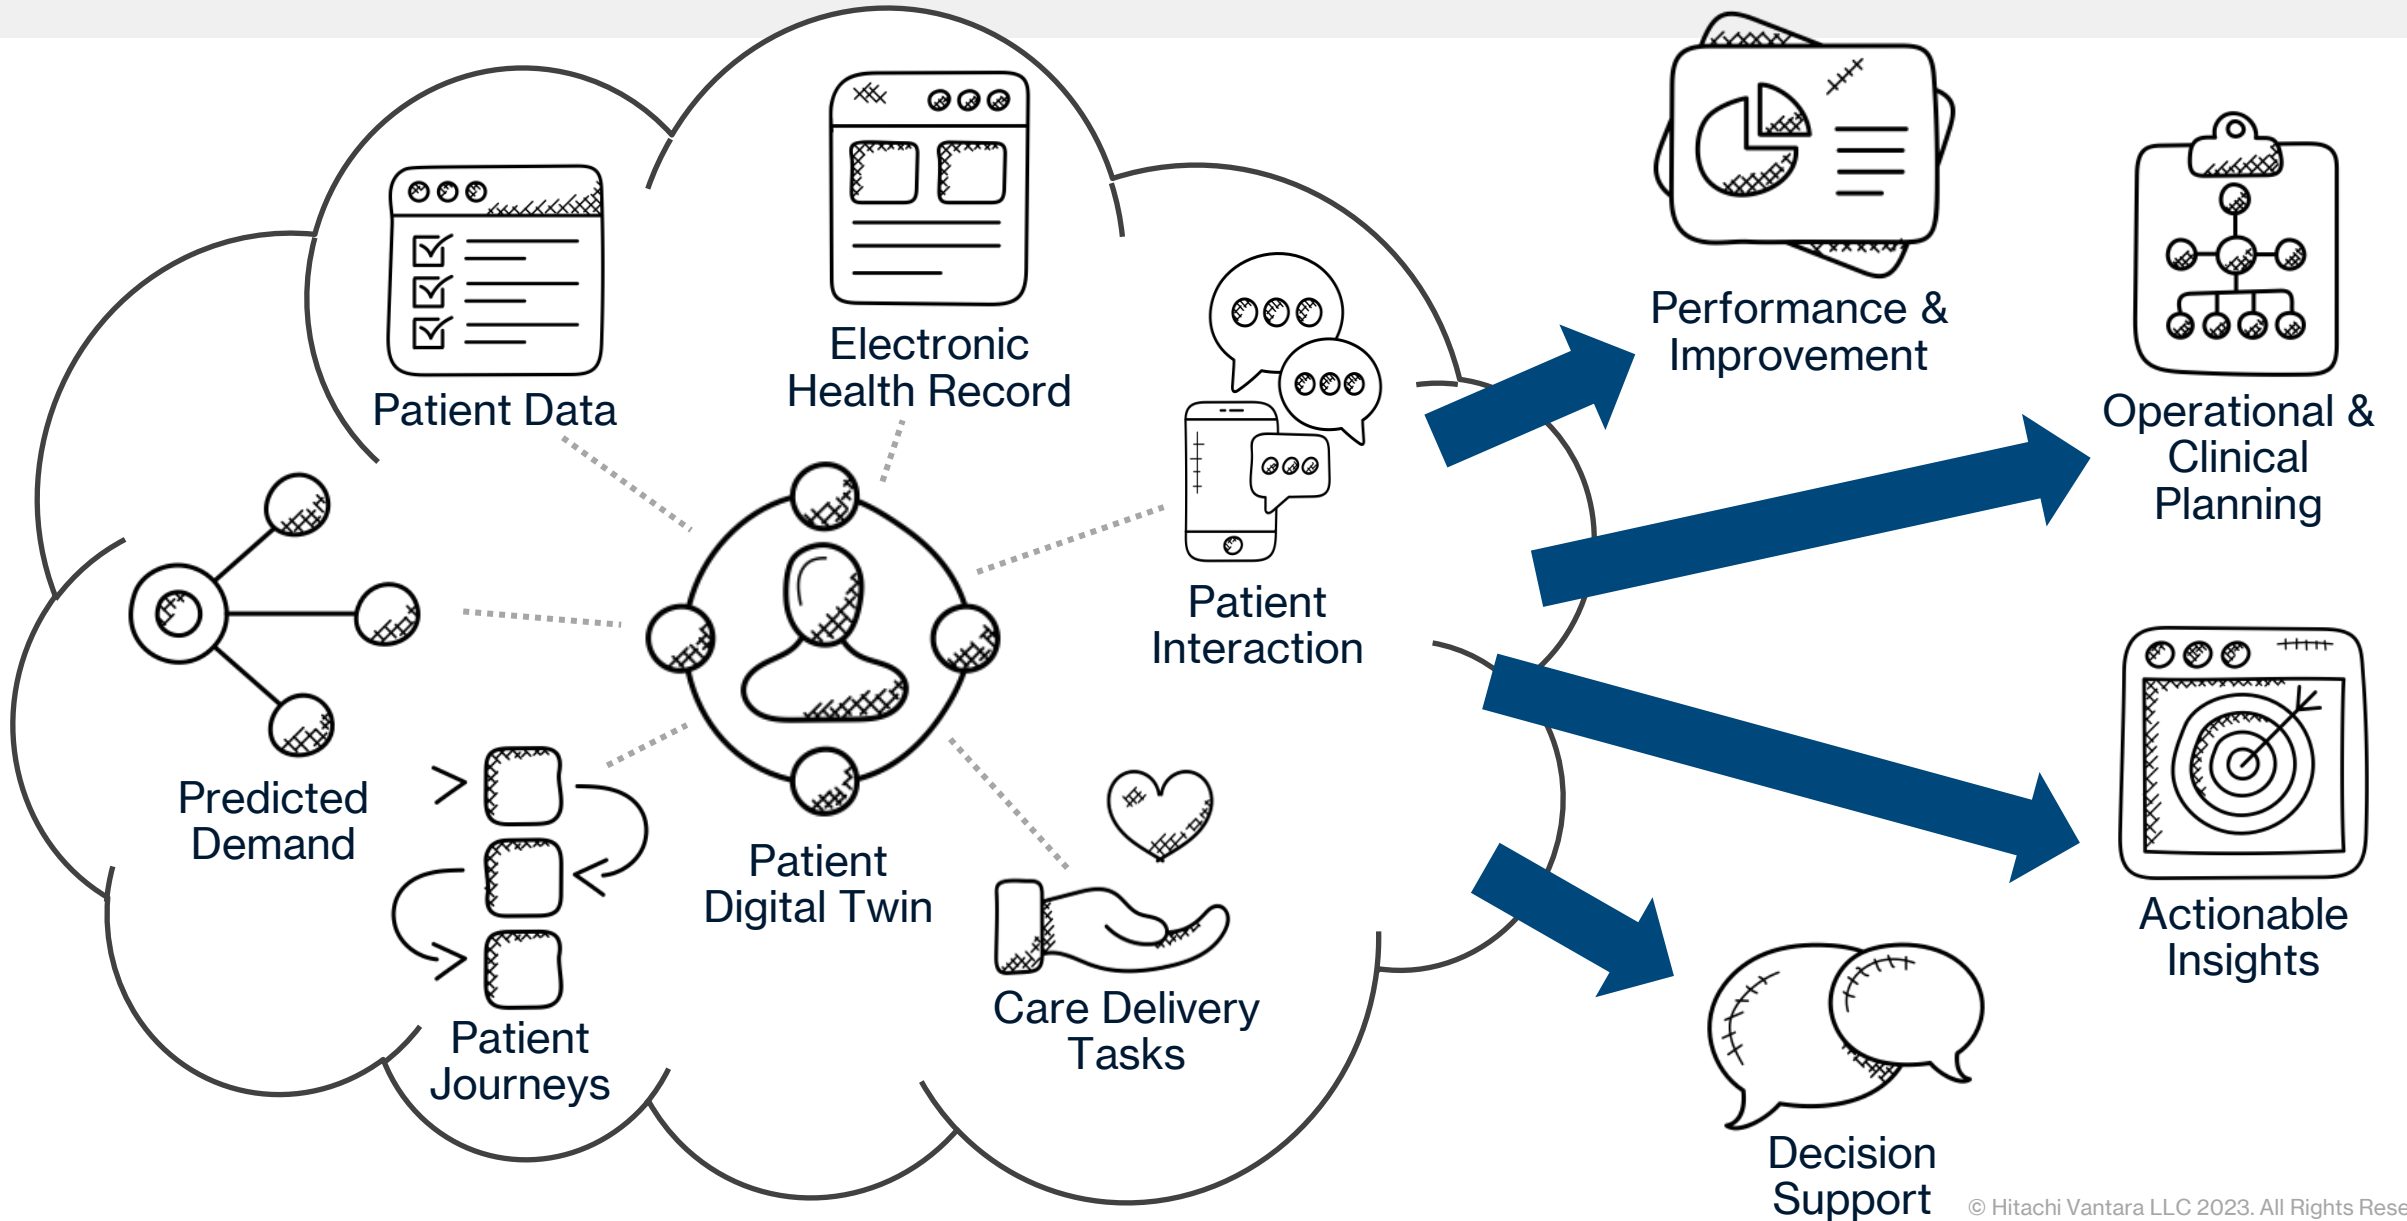 Patient Data
Electronic
Health Record
Patient
Interaction
Predicted
Demand
Patient
Digital Twin
Patient
Journeys
Care Delivery
Tasks
Performance &
Improvement
Operational &
Clinical
Planning
Actionable
Insights
Decision
Support
© Hitachi Vantara LLC 2023. All Rights Rese